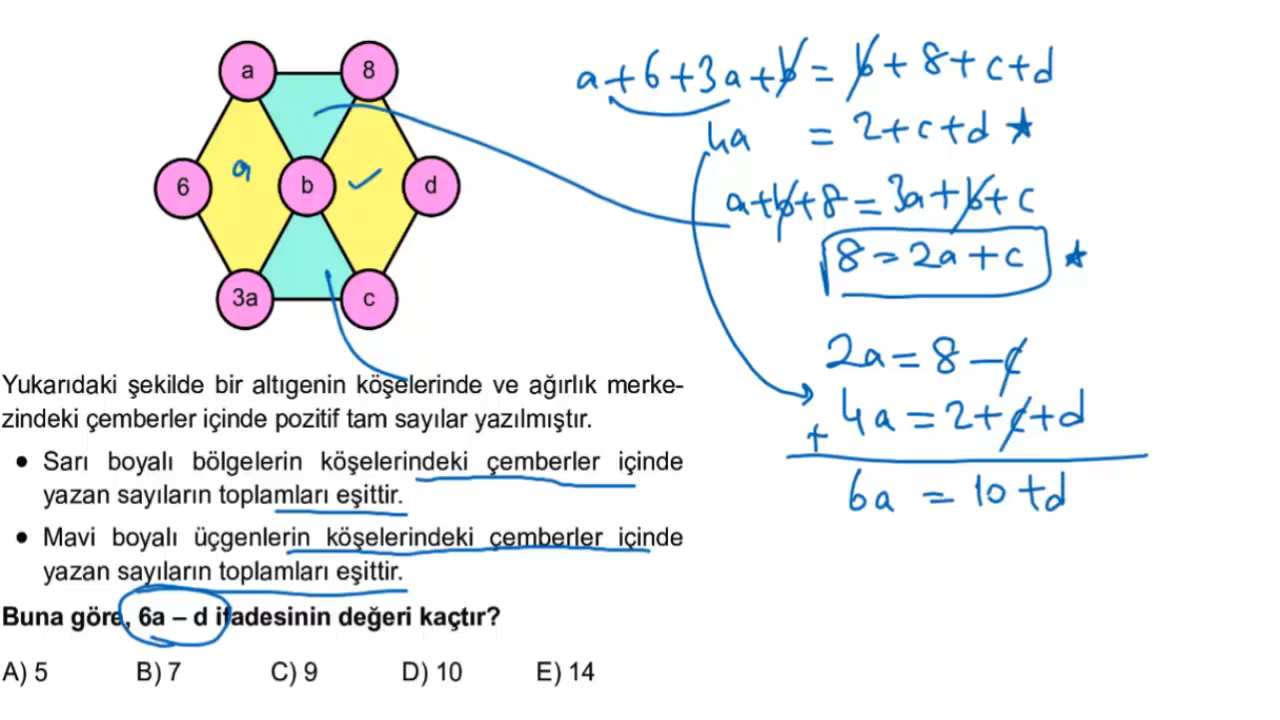 a
8
6
a
b
d
3a
c
Yukarıdaki şekilde bir altıgenin köşelerinde ve ağırlık merke-
zindeki çemberler içinde pozitif tam sayılar yazılmıştır.
• Sarı boyalı bölgelerin köşelerindeki çemberler içinde
yazan sayıların toplamları eşittir.
• Mavi boyalı üçgenlerin köşelerindeki çemberler içinde
yazan sayıların toplamları eşittir.
Buna göre, 6a – d ifadesinin değeri kaçtır?
A) 5 B) 7 C) 9 D) 10 E) 14
a+6+3a+b = b+8+c+d
4a = 2+c+d ★
a+b+8 = 3a+b+c
8 = 2a+c ★
2a = 8-c
+ 4a = 2+c+d
6a = 10+d